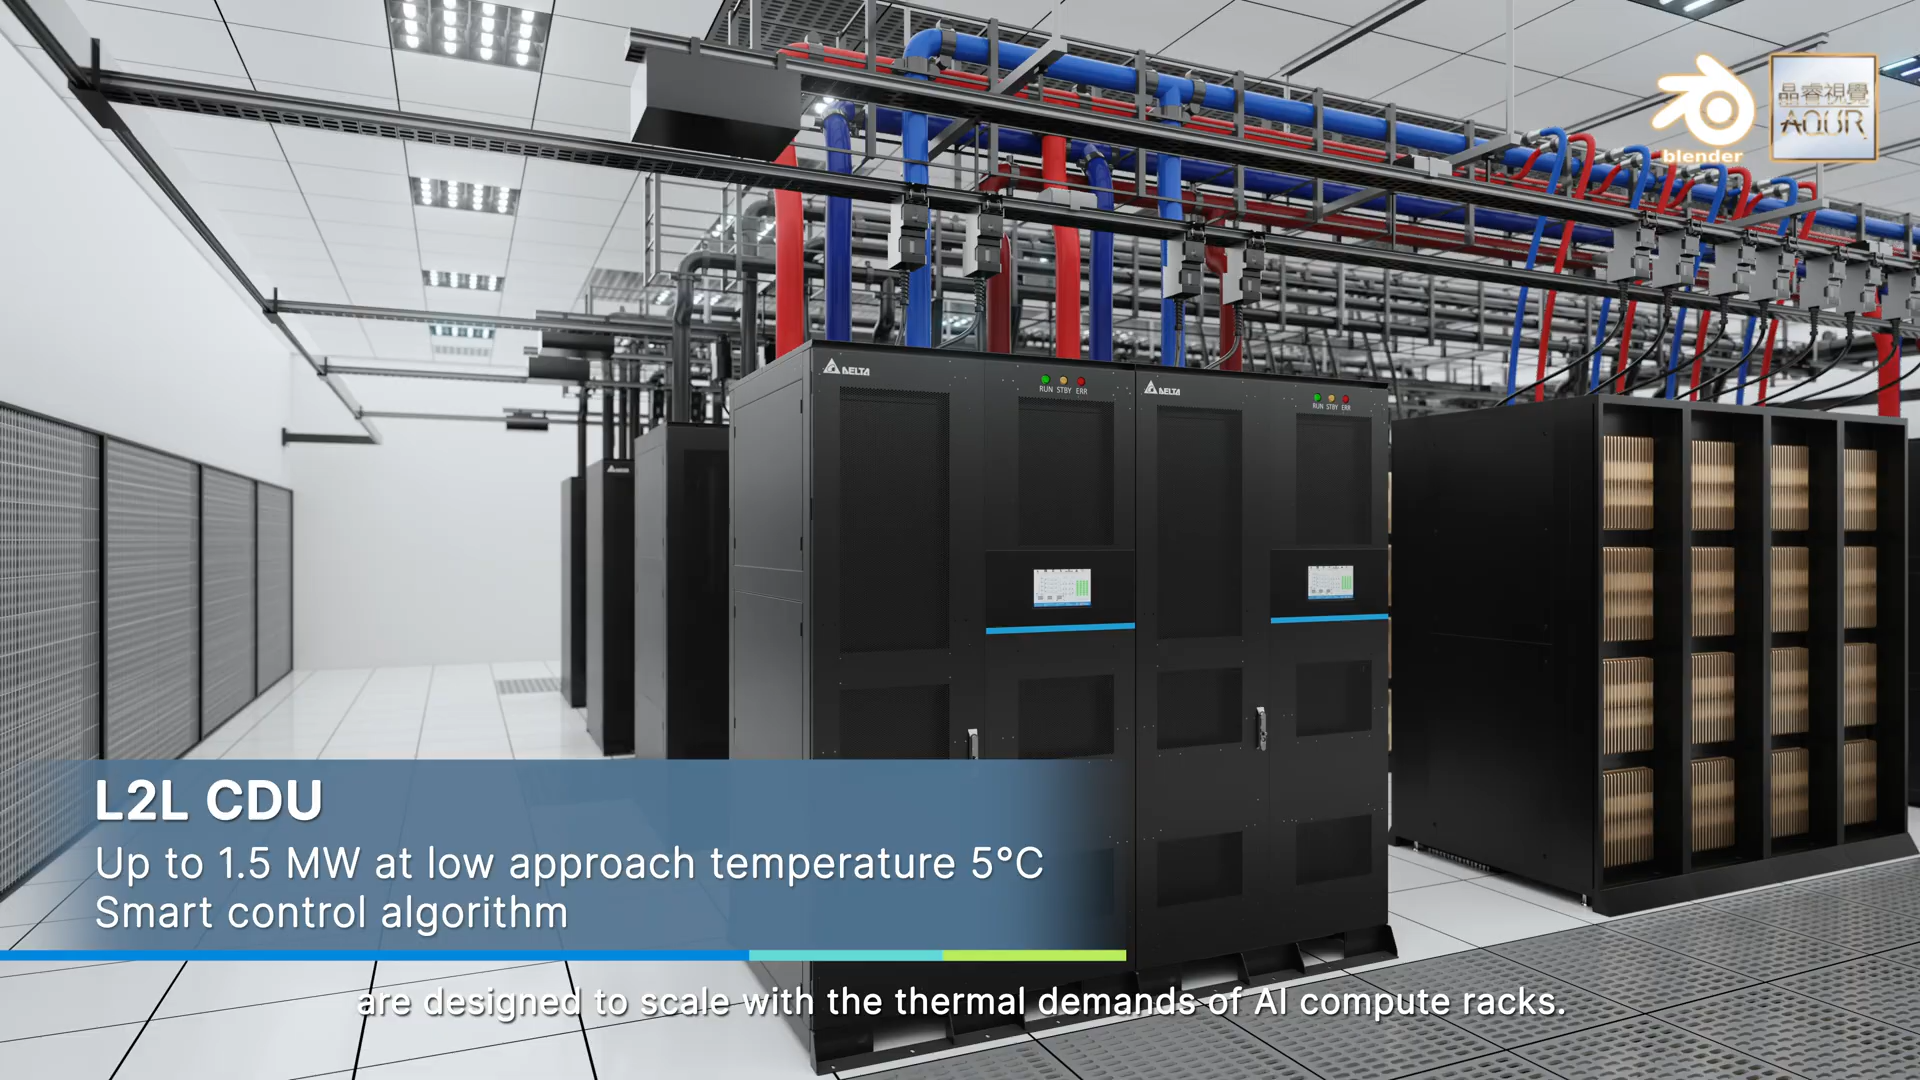 blender
晶睿視覺
AOUR
DELTA
RUN STBY ERR
DELTA
RUN STBY ERR
L2L CDU
Up to 1.5 MW at low approach temperature 5°C
Smart control algorithm
are designed to scale with the thermal demands of AI compute racks.